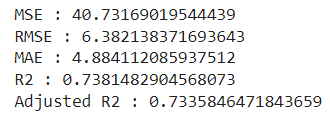 MSE : 40.73169019544439
RMSE : 6.382138371693643
MAE : 4.884112085937512
R2 : 0.7381482904568073
Adjusted R2 : 0.7335846471843659